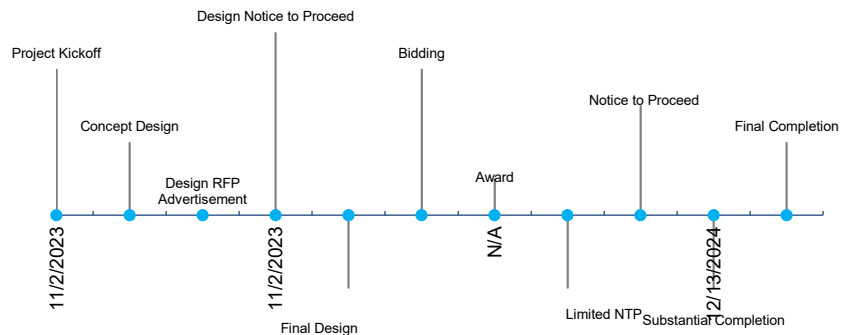 Design Notice to Proceed
Project Kickoff
Bidding
Notice to Proceed
Concept Design
Final Completion
Design RFP
Advertisement
Award
11/2/2023
11/2/2023
N/A
12/13/2024
Limited NTP
Substantial Completion
Final Design